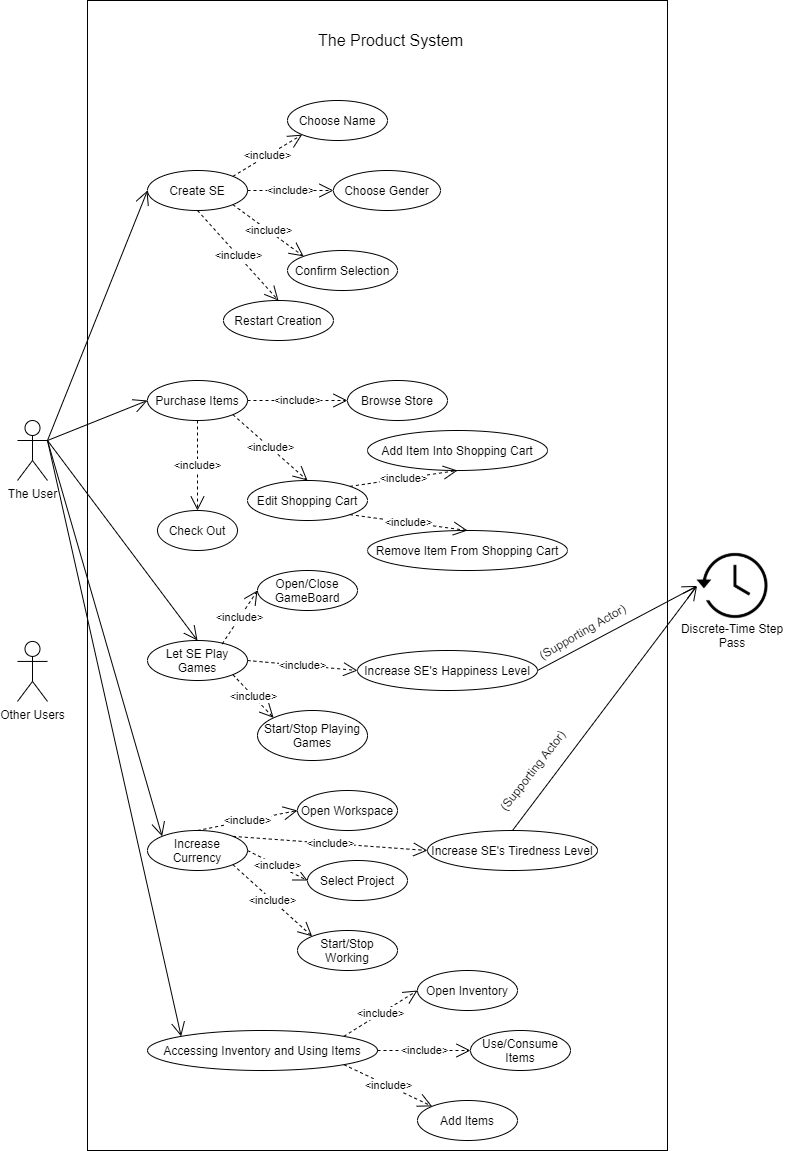 The Product System
Choose Name
<include>
Create SE
<include>
Choose Gender
<include>
<include>
Confirm Selection
Restart Creation
Purchase Items
<include>
Browse Store
<include>
Add Item Into Shopping Cart
<include>
<include>
The User
Edit Shopping Cart
<include>
Check Out
Remove Item From Shopping Cart
Open/Close
GameBoard
<include>
Let SE Play
Games
<include>
Increase SE's Happiness Level
(Supporting Actor)
Discrete-Time Step
Pass
<include>
Other Users
Start/Stop Playing
Games
(Supporting Actor)
Open Workspace
<include>
Increase
Currency
<include>
Increase SE's Tiredness Level
<include>
Select Project
<include>
Start/Stop
Working
Open Inventory
<include>
Accessing Inventory and Using Items
<include>
Use/Consume
Items
<include>
Add Items